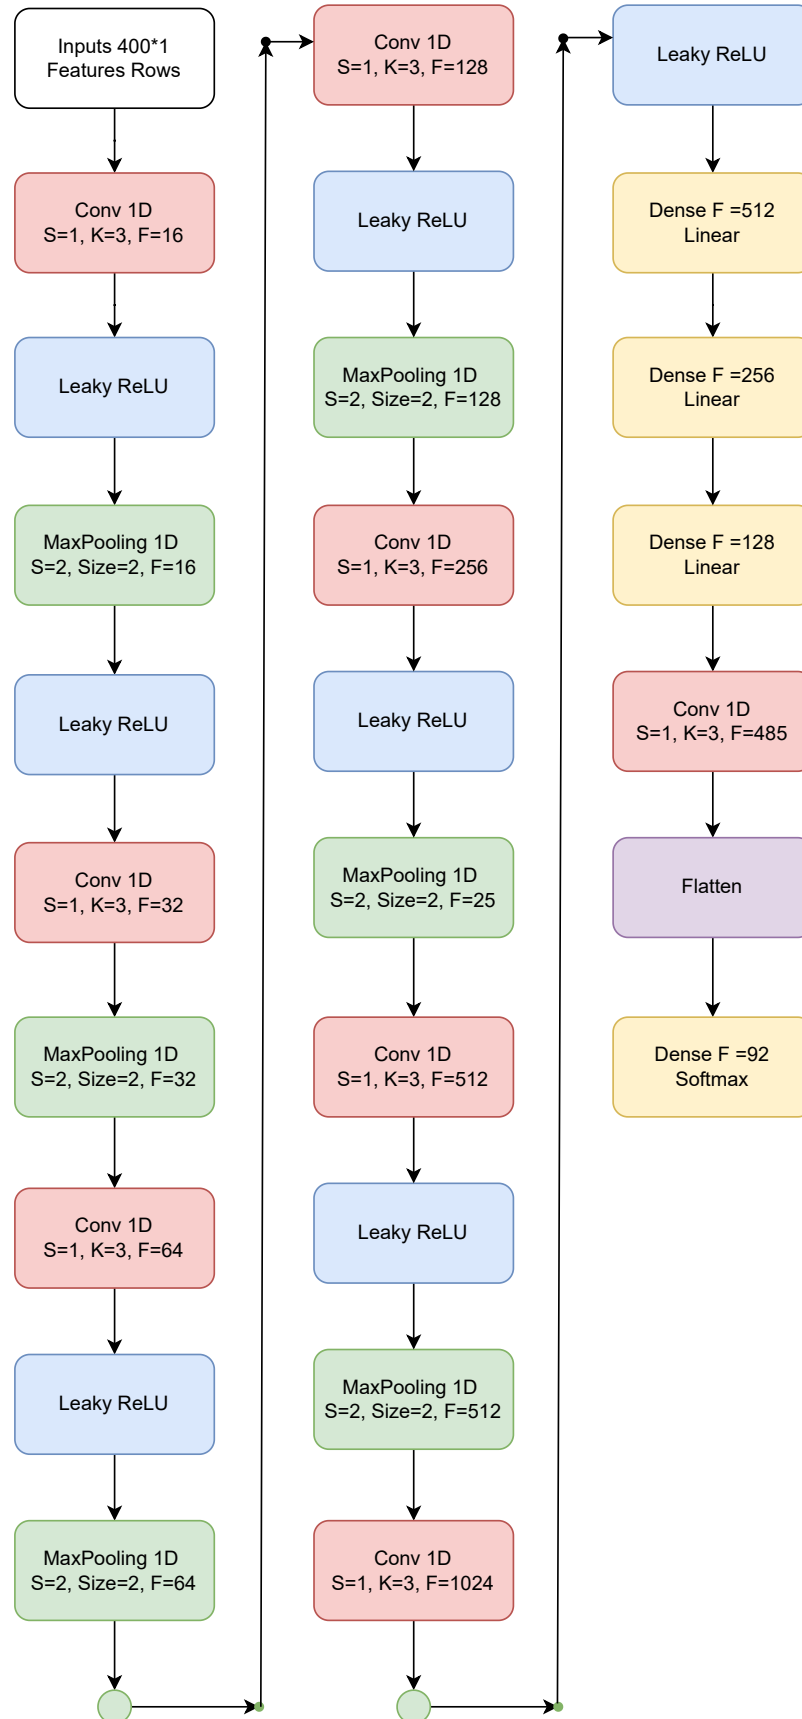 Inputs 400*1
Features Rows
Conv 1D
S=1, K=3, F=16
Leaky ReLU
MaxPooling 1D
S=2, Size=2, F=16
Leaky ReLU
Conv 1D
S=1, K=3, F=32
MaxPooling 1D
S=2, Size=2, F=32
Conv 1D
S=1, K=3, F=64
Leaky ReLU
MaxPooling 1D
S=2, Size=2, F=64
Conv 1D
S=1, K=3, F=128
Leaky ReLU
MaxPooling 1D
S=2, Size=2, F=128
Conv 1D
S=1, K=3, F=256
Leaky ReLU
MaxPooling 1D
S=2, Size=2, F=25
Conv 1D
S=1, K=3, F=512
Leaky ReLU
MaxPooling 1D
S=2, Size=2, F=512
Conv 1D
S=1, K=3, F=1024
Leaky ReLU
Dense F =512
Linear
Dense F =256
Linear
Dense F =128
Linear
Conv 1D
S=1, K=3, F=485
Flatten
Dense F =92
Softmax